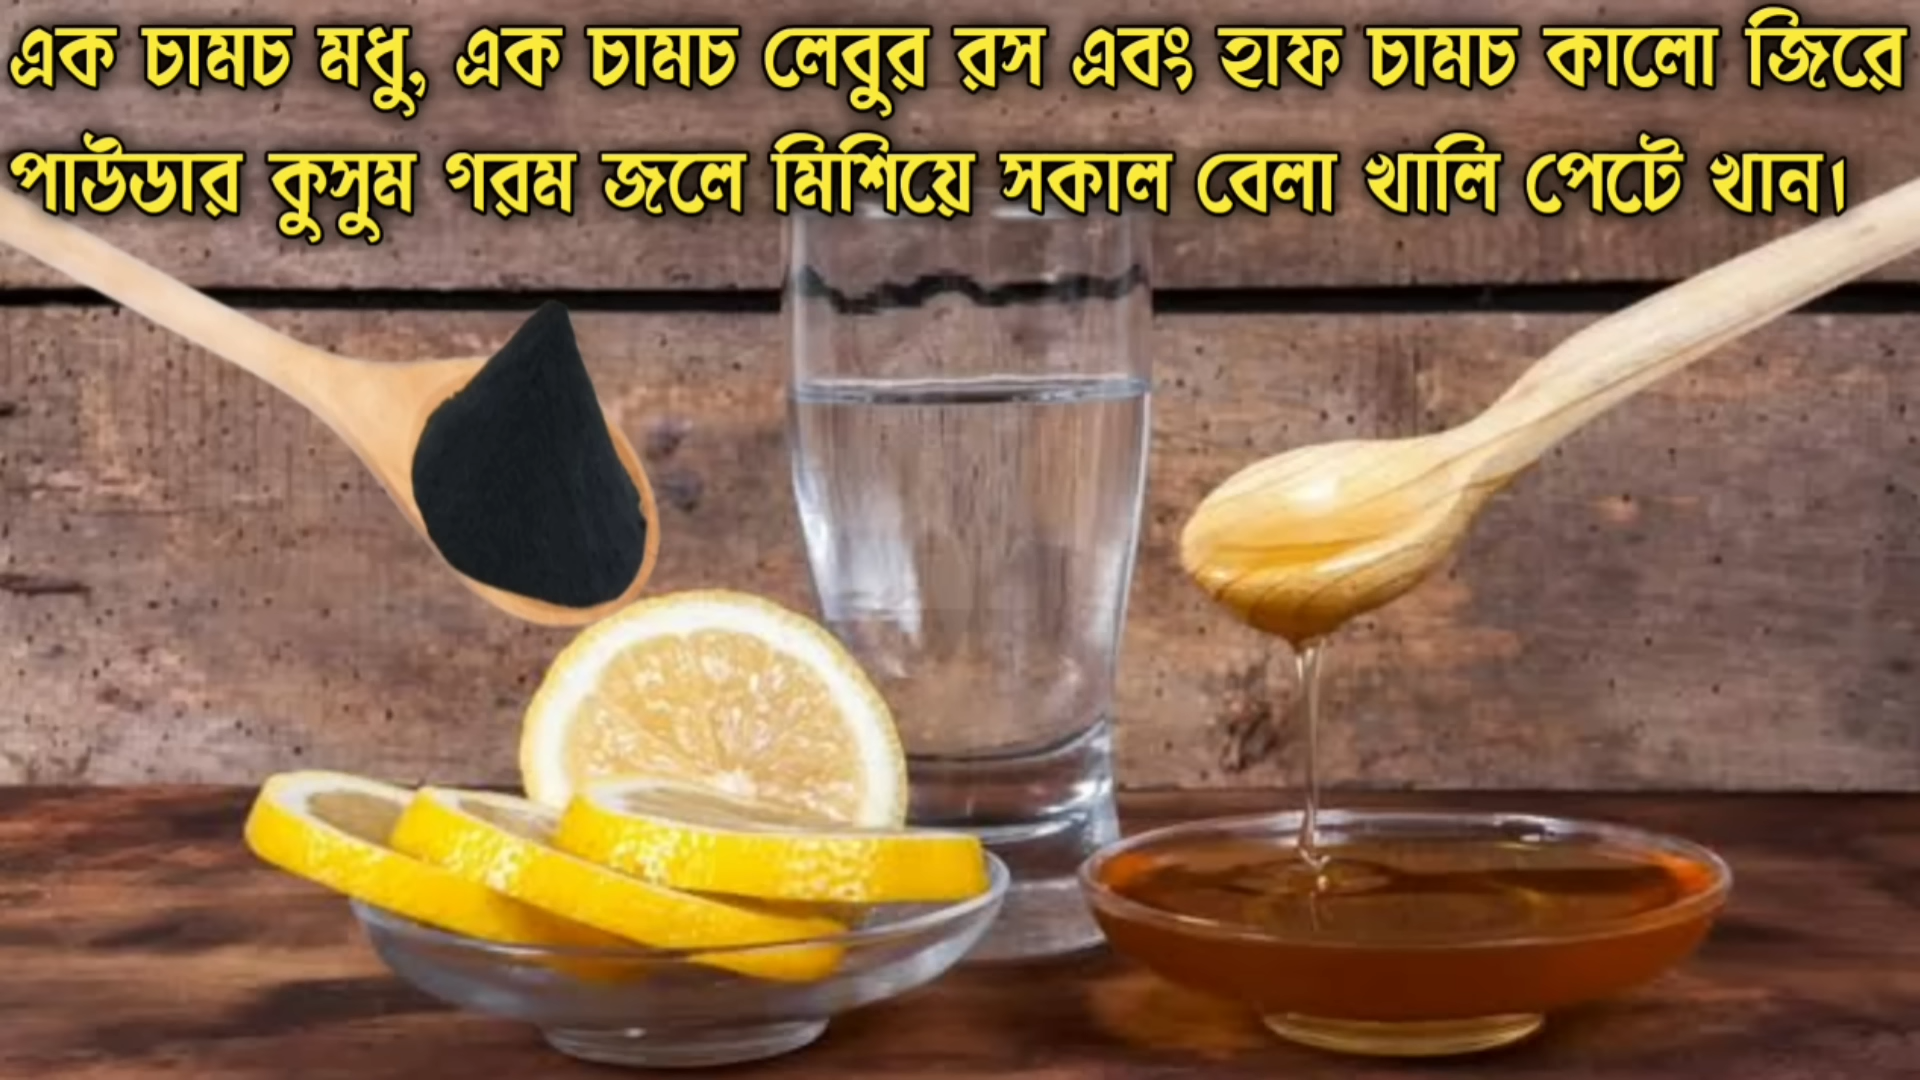 এক চামচ মধু, এক চামচ লেবুর রস এবং হাফ চামচ কালো জিরে
পাউডার কুসুম গরম জলে মিশিয়ে সকাল বেলা খালি পেটে খান।